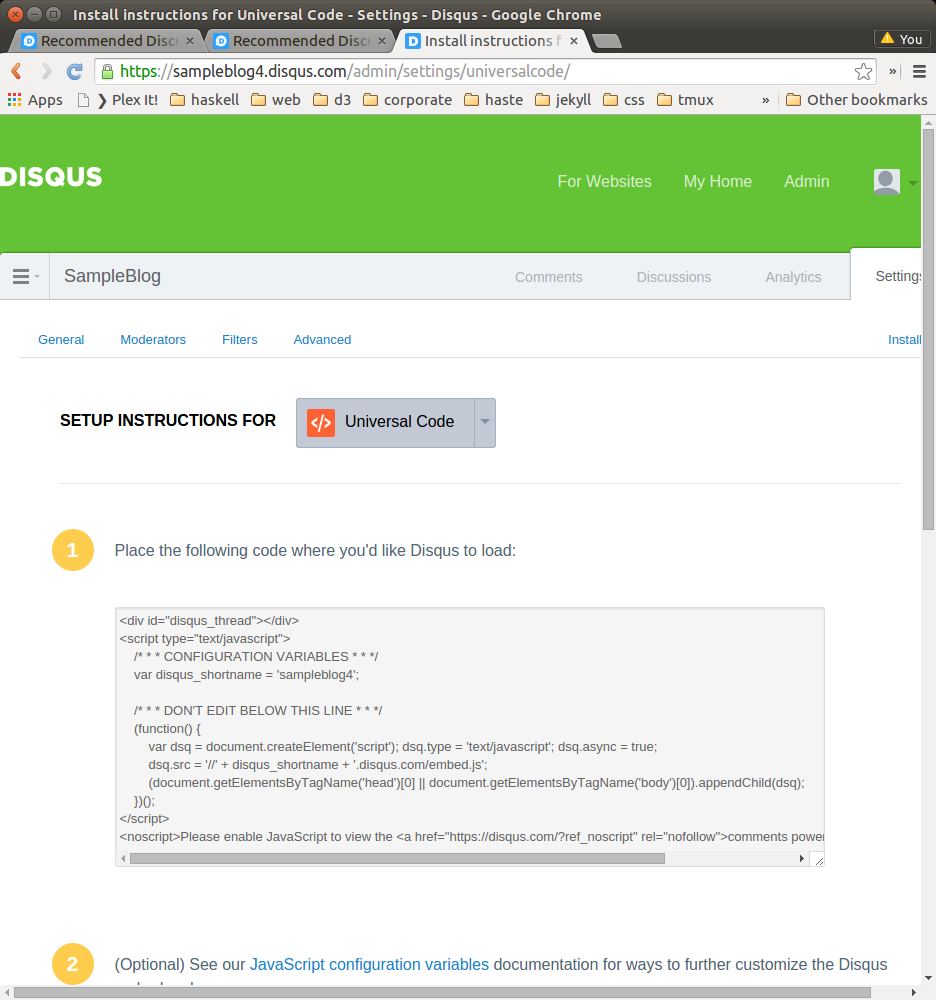 Install instructions for Universal Code - Settings - Disqus - Google Chrome
Recommended Disc
Recommended Disc
Install instructions f
You
https://sampleblog4.disqus.com/admin/settings/universalcode/
Apps ❯ Plex It! haskell web d3 corporate haste jekyll css tmux » Other bookmarks
DISQUS
For Websites My Home Admin
SampleBlog Comments Discussions Analytics Settings
General Moderators Filters Advanced Install
SETUP INSTRUCTIONS FOR </> Universal Code
1 Place the following code where you'd like Disqus to load:
<div id="disqus_thread"></div>
<script type="text/javascript">
/* * * CONFIGURATION VARIABLES * * */
var disqus_shortname = 'sampleblog4';
/* * * DON'T EDIT BELOW THIS LINE * * */
(function() {
var dsq = document.createElement('script'); dsq.type = 'text/javascript'; dsq.async = true;
dsq.src = '//' + disqus_shortname + '.disqus.com/embed.js';
(document.getElementsByTagName('head')[0] || document.getElementsByTagName('body')[0]).appendChild(dsq);
})();
</script>
<noscript>Please enable JavaScript to view the <a href="https://disqus.com/?ref_noscript" rel="nofollow">comments power
2 (Optional) See our JavaScript configuration variables documentation for ways to further customize the Disqus